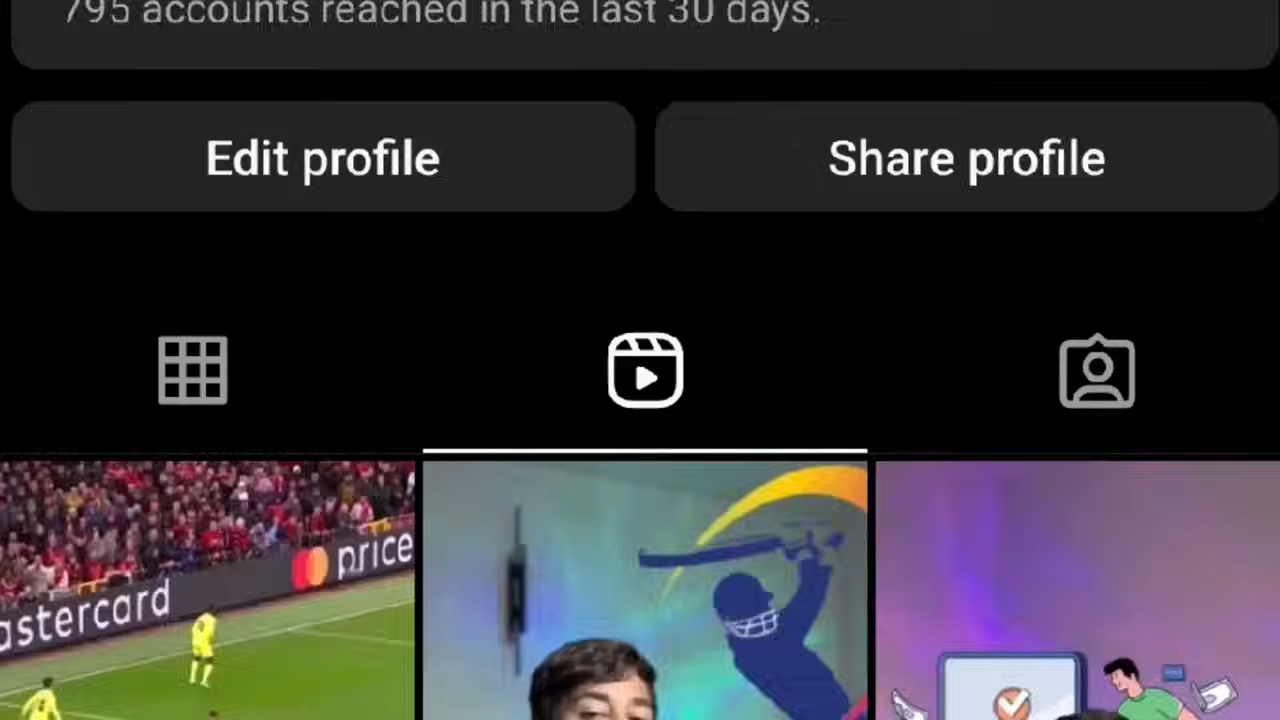 795 accounts reached in the last 30 days.
Edit profile
Share profile
price
astercard